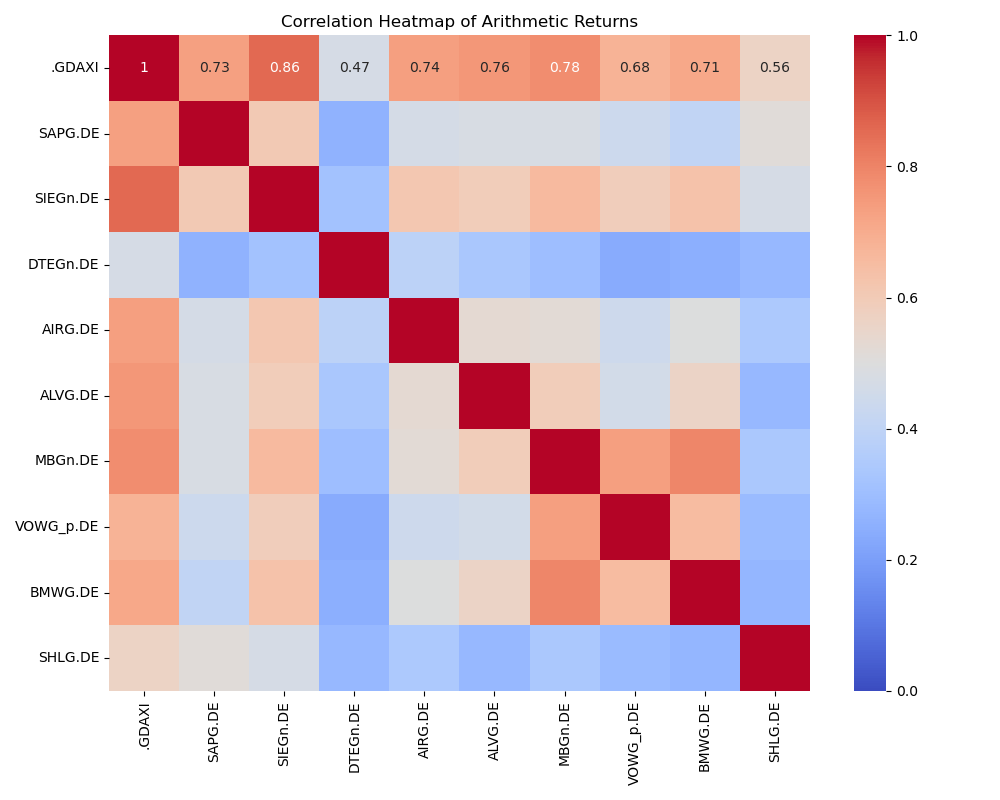 Correlation Heatmap of Arithmetic Returns
.GDAXI 1 0.73 0.86 0.47 0.74 0.76 0.78 0.68 0.71 0.56
SAPG.DE
SIEGn.DE
DTEGn.DE
AIRG.DE
ALVG.DE
MBGn.DE
VOWG_p.DE
BMWG.DE
SHLG.DE
.GDAXI SAPG.DE SIEGn.DE DTEGn.DE AIRG.DE ALVG.DE MBGn.DE VOWG_p.DE BMWG.DE SHLG.DE
1.0
0.8
0.6
0.4
0.2
0.0